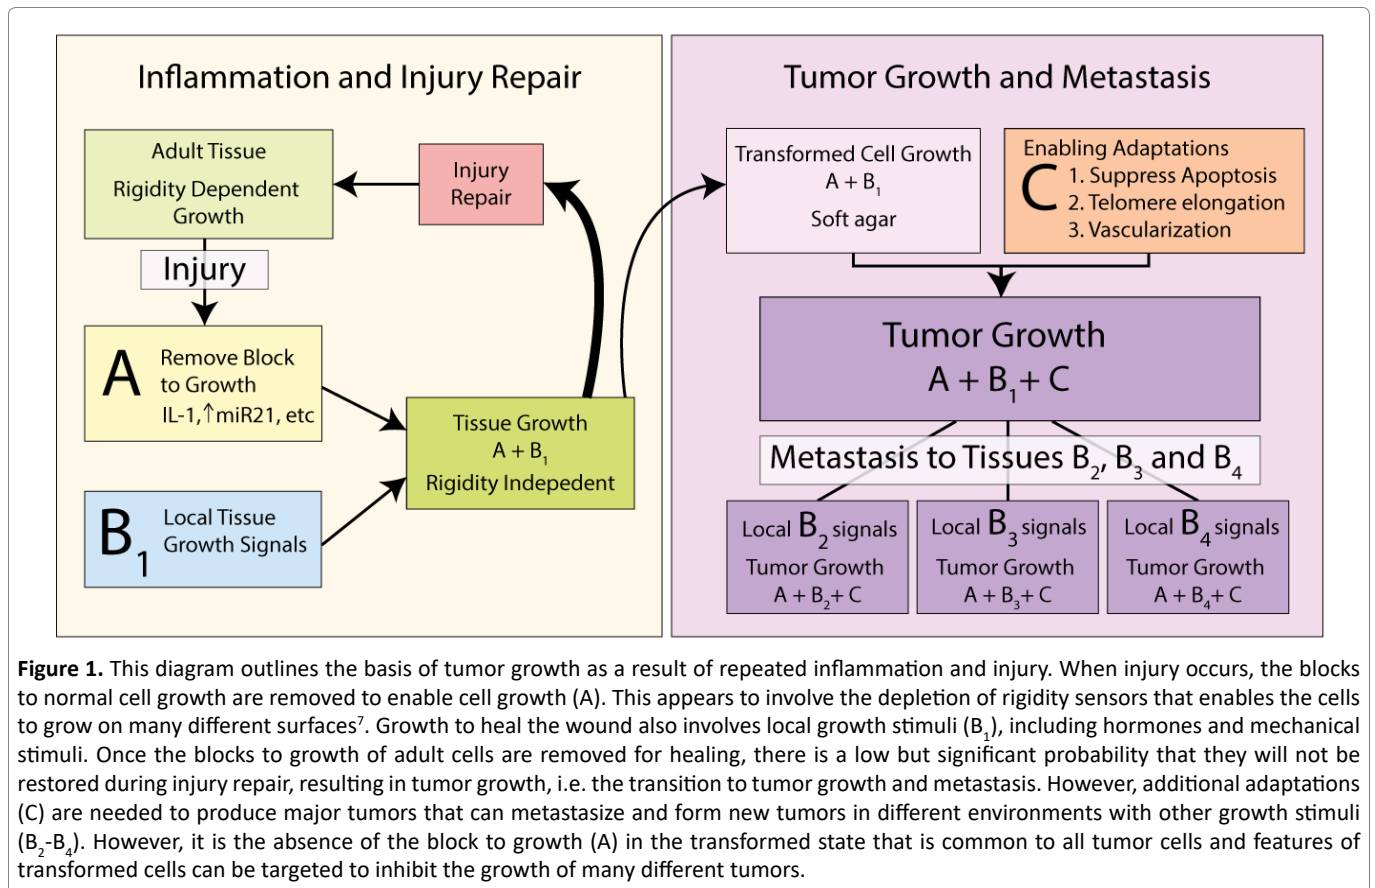 Inflammation and Injury Repair
Adult Tissue
Rigidity Dependent
Growth
Injury
Repair
Injury
A
Remove Block
to Growth
IL-1,↑miR21, etc
B₁
Local Tissue
Growth Signals
Tissue Growth
A + B₁
Rigidity Indepedent
Tumor Growth and Metastasis
Transformed Cell Growth
A + B₁
Soft agar
Enabling Adaptations
C
1. Suppress Apoptosis
2. Telomere elongation
3. Vascularization
Tumor Growth
A + B₁+ C
Metastasis to Tissues B₂, B₃ and B₄
Local B₂ signals
Tumor Growth
A + B₂+ C
Local B₃ signals
Tumor Growth
A + B₃+ C
Local B₄ signals
Tumor Growth
A + B₄+ C
Figure 1. This diagram outlines the basis of tumor growth as a result of repeated inflammation and injury. When injury occurs, the blocks
to normal cell growth are removed to enable cell growth (A). This appears to involve the depletion of rigidity sensors that enables the cells
to grow on many different surfaces⁷. Growth to heal the wound also involves local growth stimuli (B₁), including hormones and mechanical
stimuli. Once the blocks to growth of adult cells are removed for healing, there is a low but significant probability that they will not be
restored during injury repair, resulting in tumor growth, i.e. the transition to tumor growth and metastasis. However, additional adaptations
(C) are needed to produce major tumors that can metastasize and form new tumors in different environments with other growth stimuli
(B₂-B₄). However, it is the absence of the block to growth (A) in the transformed state that is common to all tumor cells and features of
transformed cells can be targeted to inhibit the growth of many different tumors.